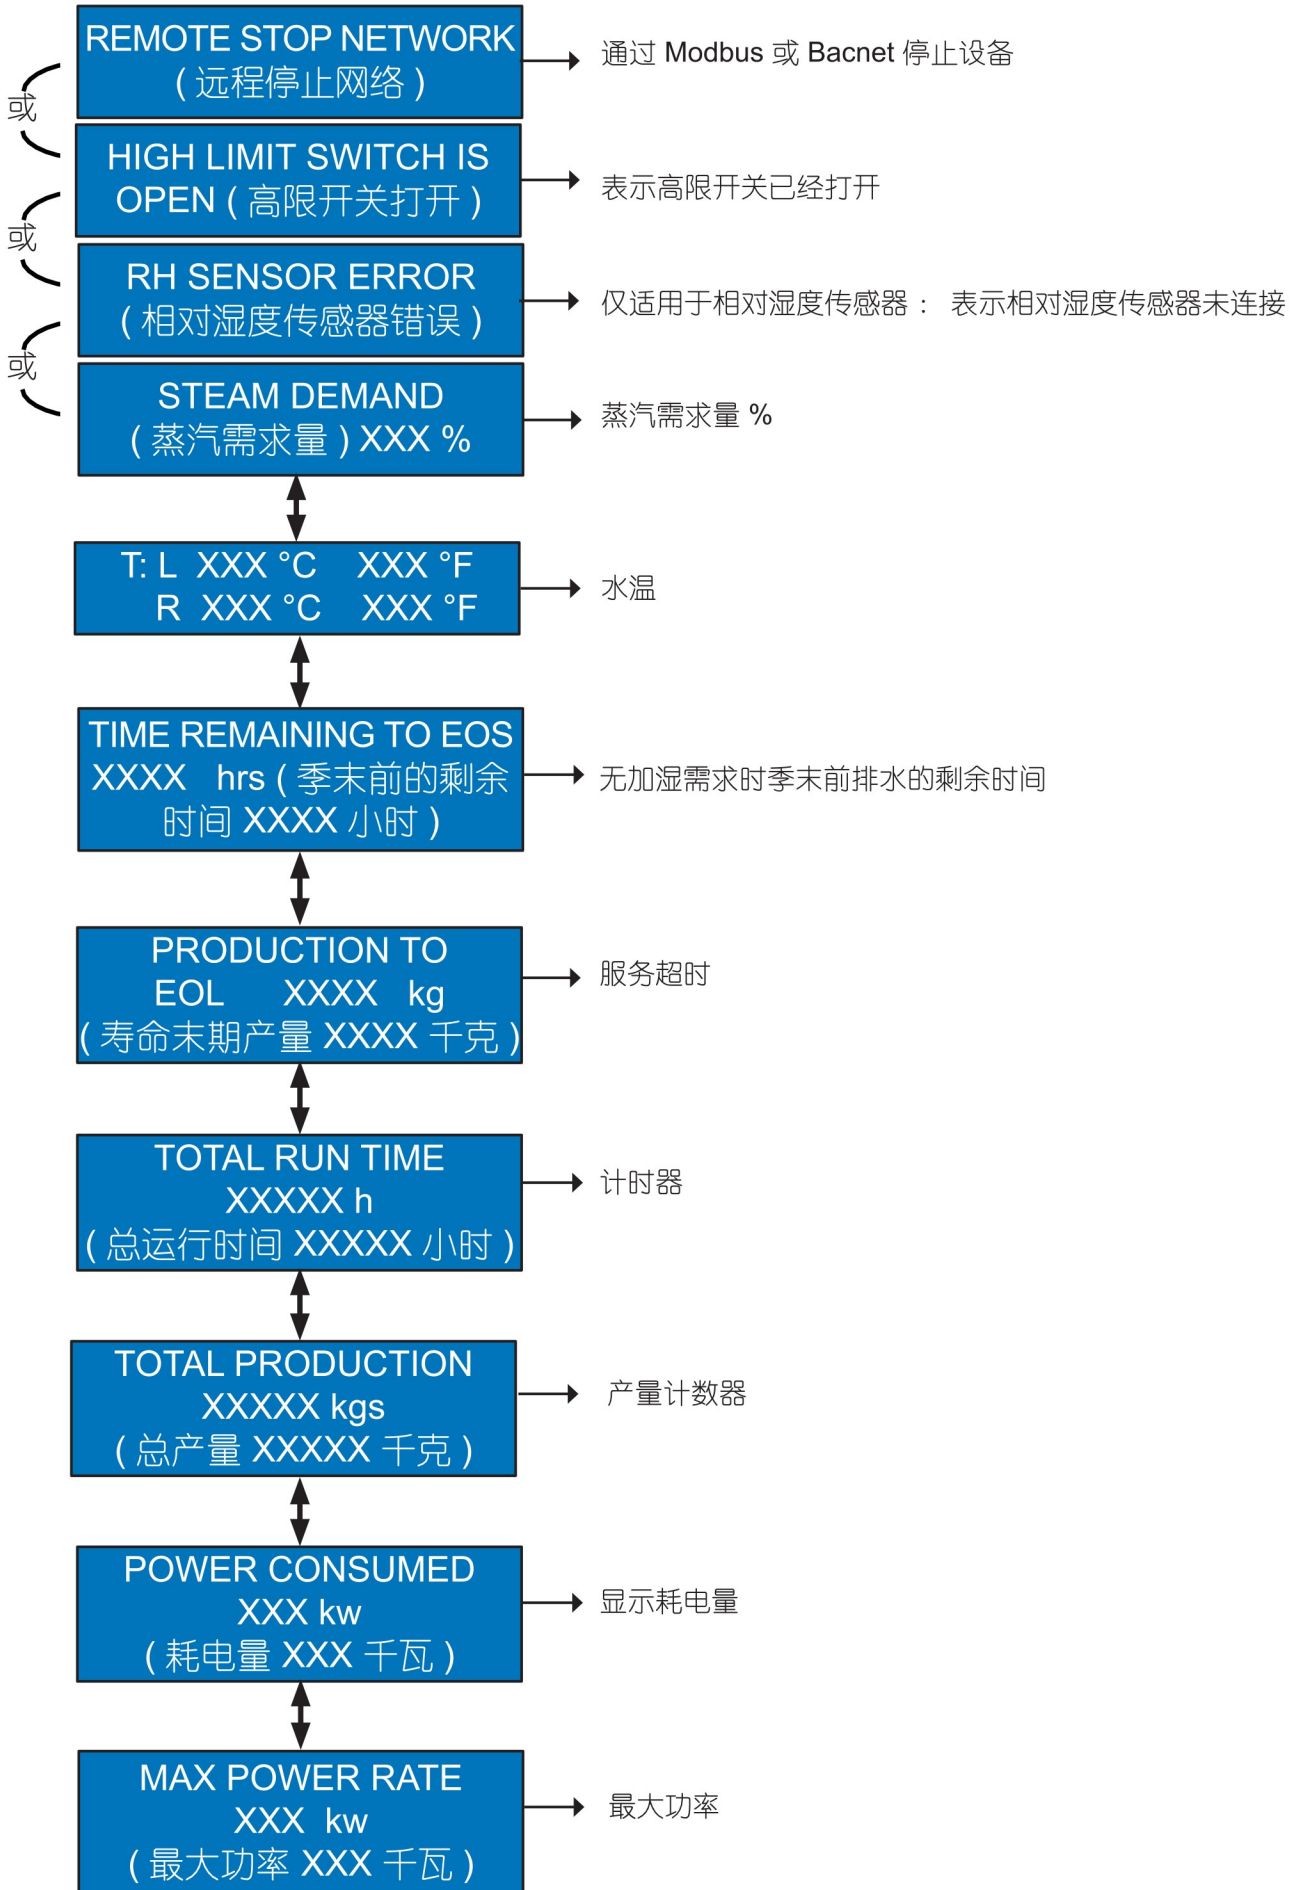 REMOTE STOP NETWORK
(远程停止网络)
通过 Modbus 或 Bacnet 停止设备
或
HIGH LIMIT SWITCH IS
OPEN (高限开关打开)
表示高限开关已经打开
或
RH SENSOR ERROR
(相对湿度传感器错误)
仅适用于相对湿度传感器： 表示相对湿度传感器未连接
或
STEAM DEMAND
(蒸汽需求量) XXX %
蒸汽需求量 %
T: L XXX °C XXX °F
R XXX °C XXX °F
水温
TIME REMAINING TO EOS
XXXX hrs (季末前的剩余
时间 XXXX 小时)
无加湿需求时季末前排水的剩余时间
PRODUCTION TO
EOL XXXX kg
(寿命末期产量 XXXX 千克)
服务超时
TOTAL RUN TIME
XXXXX h
(总运行时间 XXXXX 小时)
计时器
TOTAL PRODUCTION
XXXXX kgs
(总产量 XXXXX 千克)
产量计数器
POWER CONSUMED
XXX kw
(耗电量 XXX 千瓦)
显示耗电量
MAX POWER RATE
XXX kw
(最大功率 XXX 千瓦)
最大功率